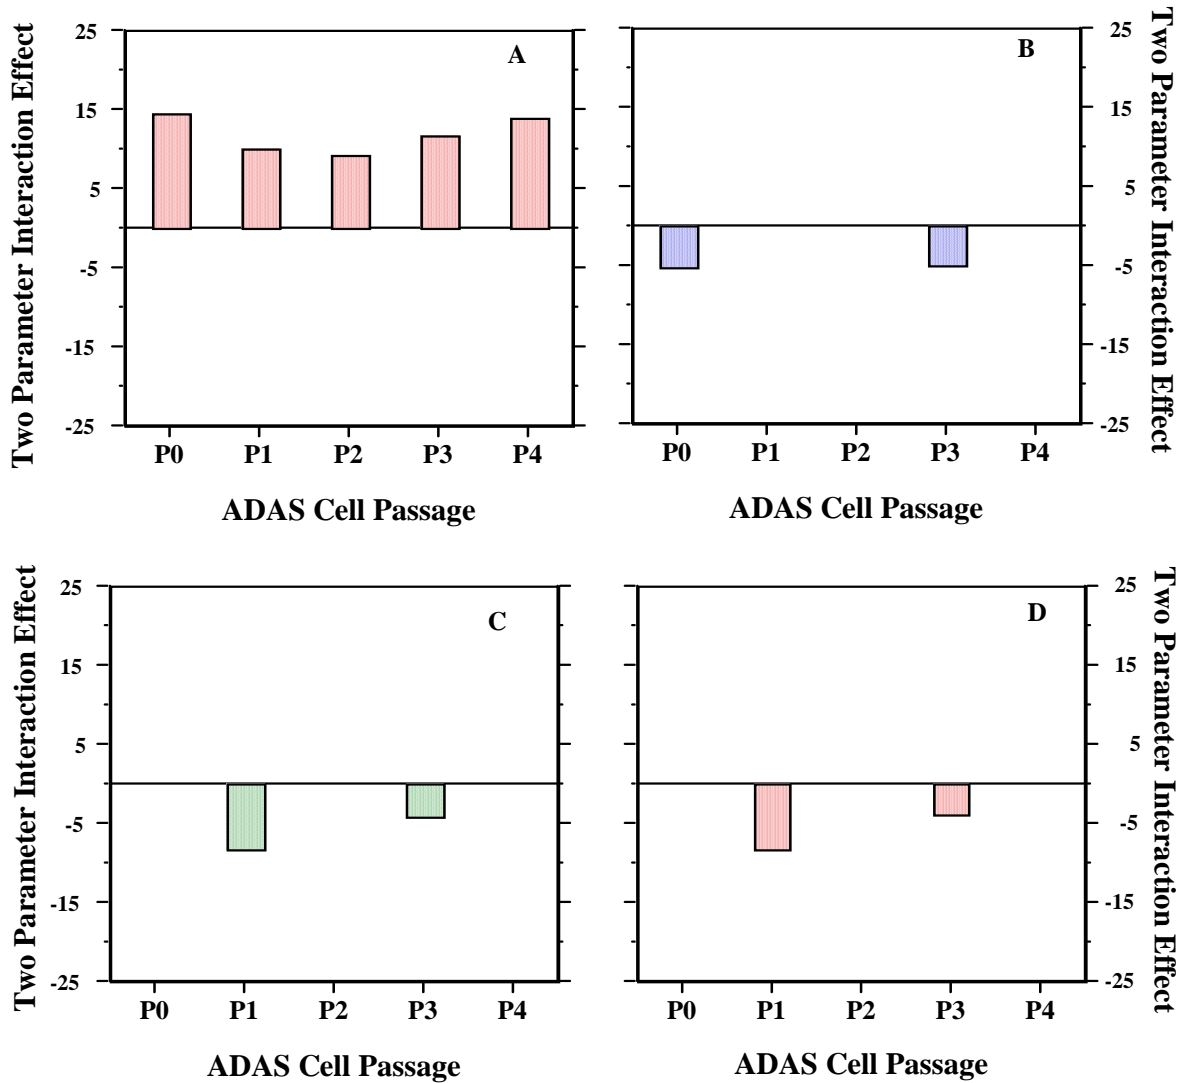 Two Parameter Interaction Effect
25
15
5
-5
-15
-25
A
P0 P1 P2 P3 P4
ADAS Cell Passage
B
25
15
5
-5
-15
-25
Two Parameter Interaction Effect
P0 P1 P2 P3 P4
ADAS Cell Passage
Two Parameter Interaction Effect
25
15
5
-5
-15
-25
C
P0 P1 P2 P3 P4
ADAS Cell Passage
D
25
15
5
-5
-15
-25
Two Parameter Interaction Effect
P0 P1 P2 P3 P4
ADAS Cell Passage